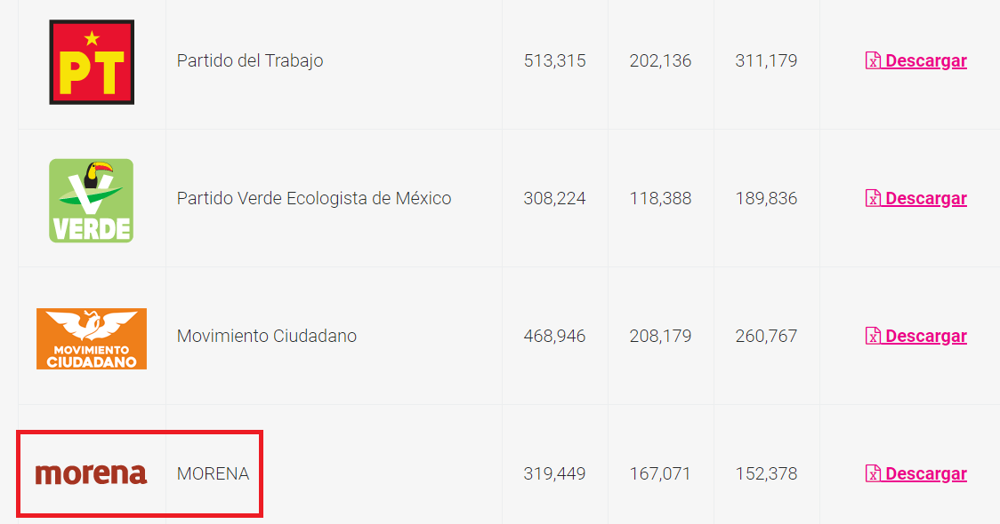 PT
Partido del Trabajo 513,315 202,136 311,179 Descargar
VERDE
Partido Verde Ecologista de México 308,224 118,388 189,836 Descargar
MOVIMIENTO
CIUDADANO
Movimiento Ciudadano 468,946 208,179 260,767 Descargar
morena MORENA 319,449 167,071 152,378 Descargar